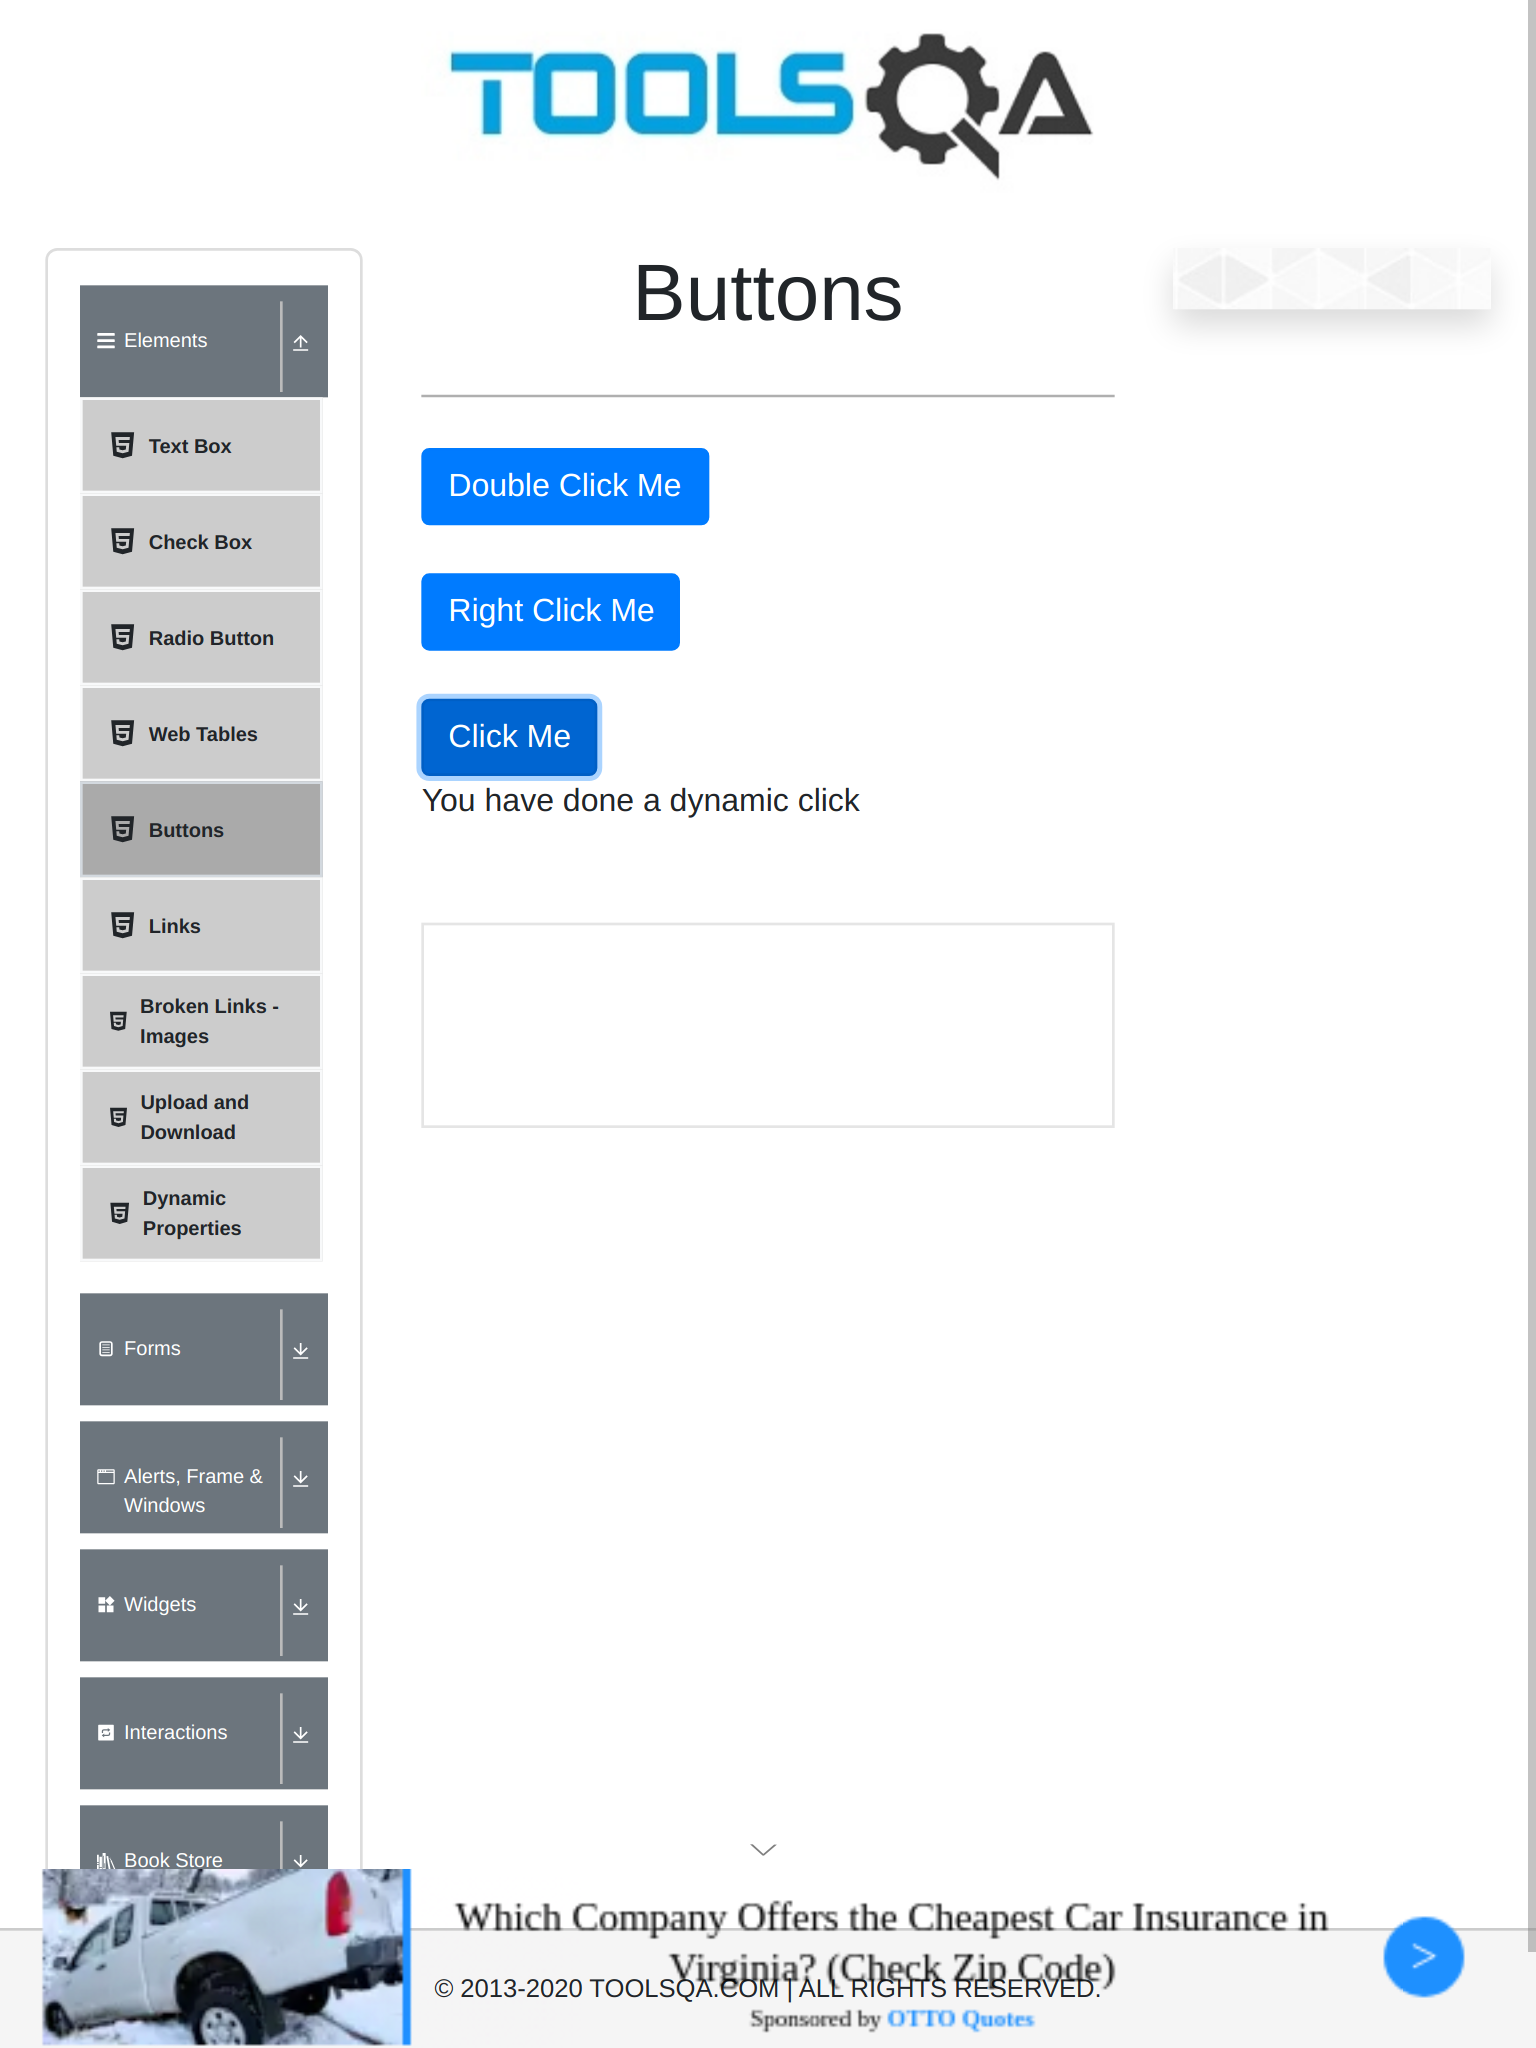 TOOLSQA
Buttons
Elements
Text Box
Check Box
Radio Button
Web Tables
Buttons
Links
Broken Links -
Images
Upload and
Download
Dynamic
Properties
Forms
Alerts, Frame &
Windows
Widgets
Interactions
Book Store
Double Click Me
Right Click Me
Click Me
You have done a dynamic click
Which Company Offers the Cheapest Car Insurance in
Virginia? (Check Zip Code)
© 2013-2020 TOOLSQA.COM | ALL RIGHTS RESERVED.
Sponsored by OTTO Quotes